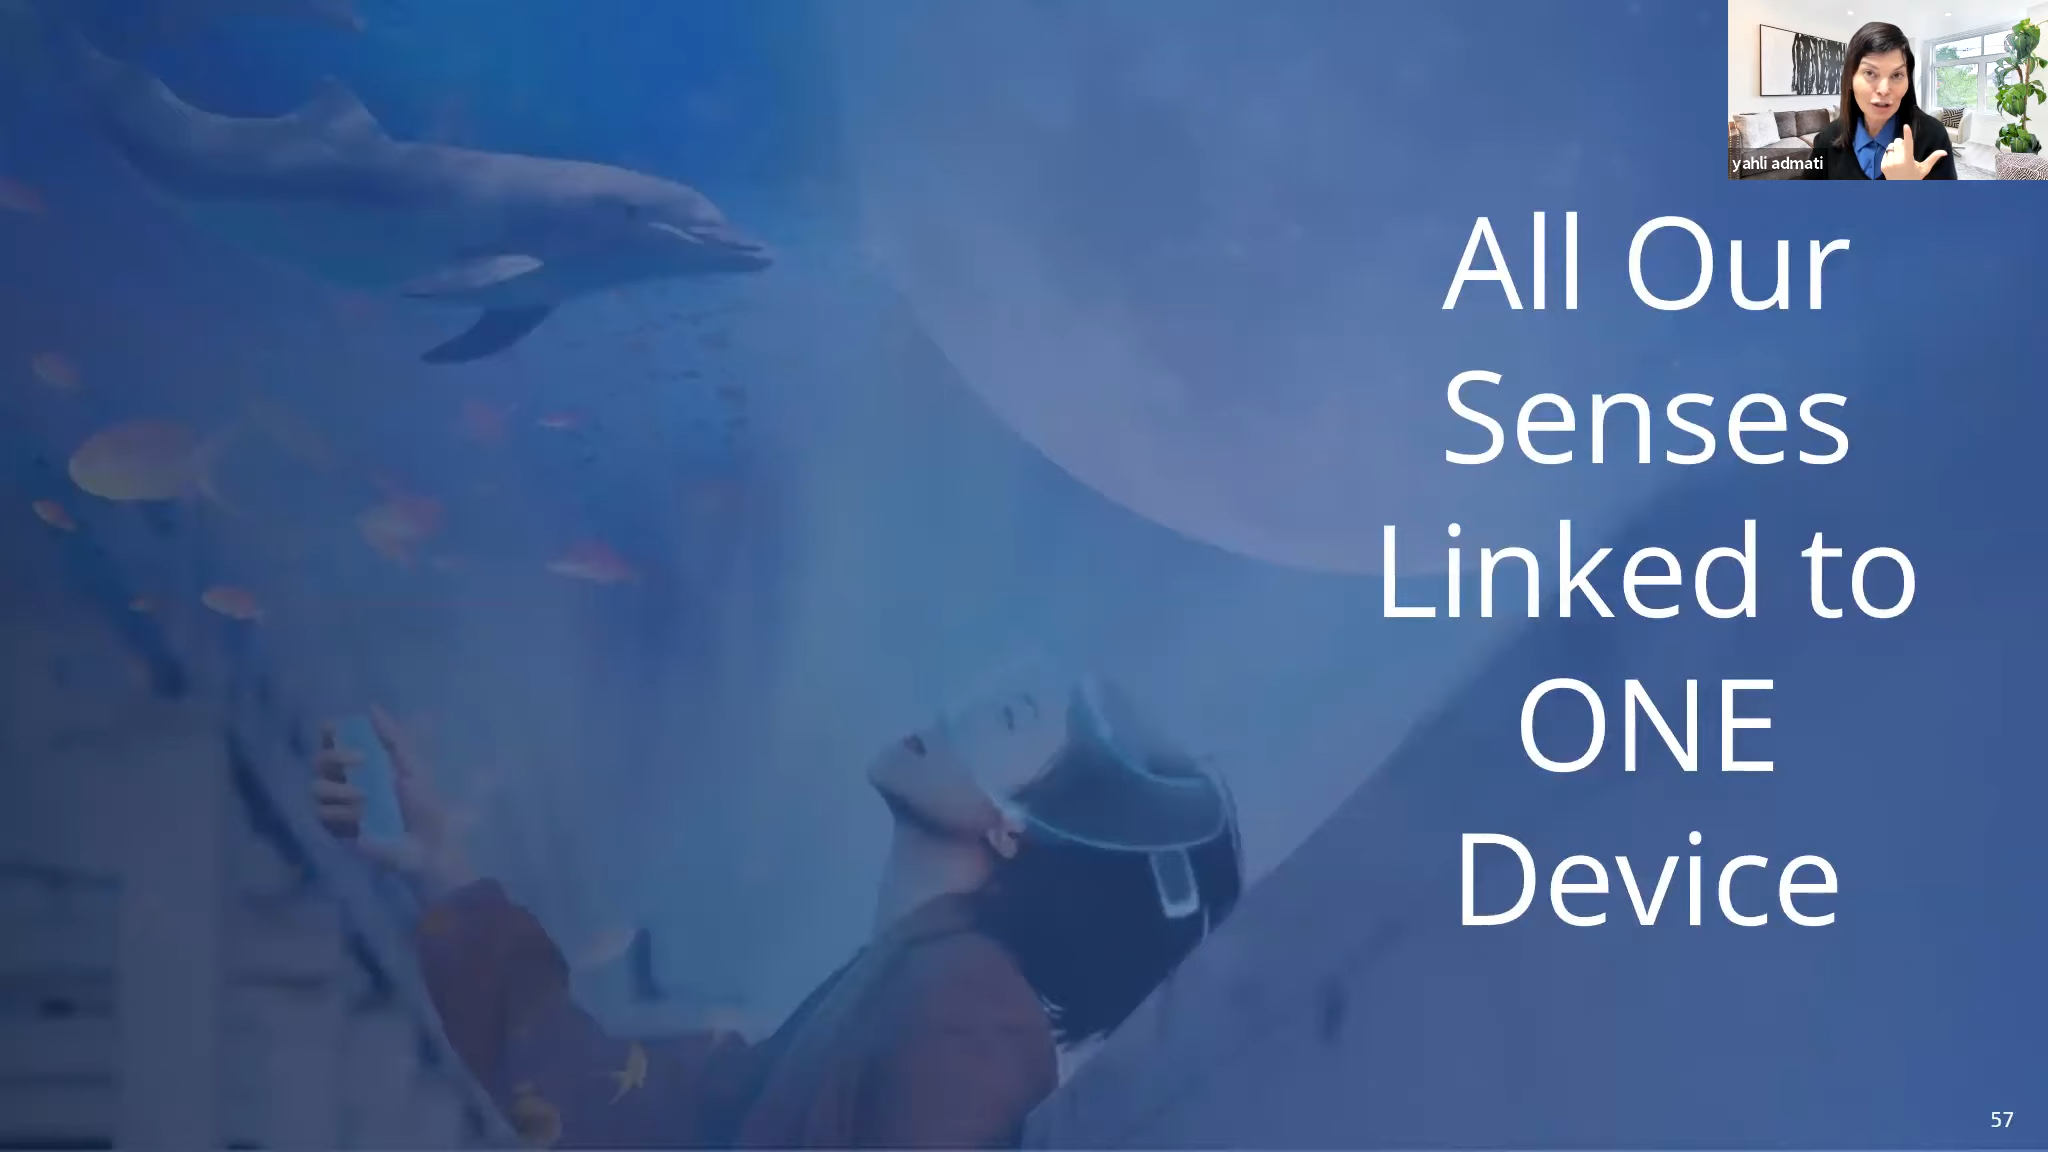 yahli admati
All Our
Senses
Linked to
ONE
Device
57